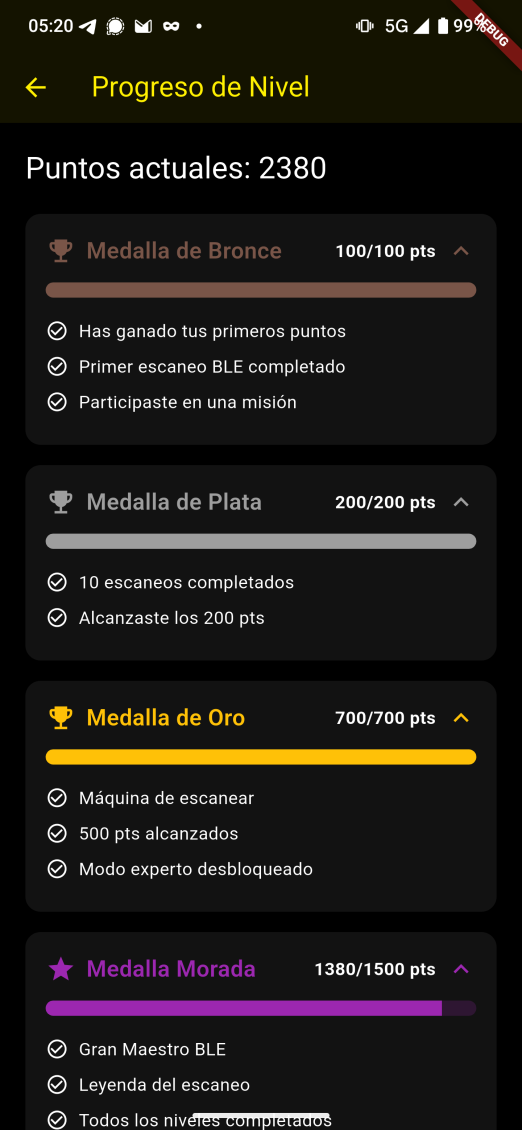 05:20
5G 99%
DEBUG
Progreso de Nivel
Puntos actuales: 2380
Medalla de Bronce 100/100 pts
Has ganado tus primeros puntos
Primer escaneo BLE completado
Participaste en una misión
Medalla de Plata 200/200 pts
10 escaneos completados
Alcanzaste los 200 pts
Medalla de Oro 700/700 pts
Máquina de escanear
500 pts alcanzados
Modo experto desbloqueado
Medalla Morada 1380/1500 pts
Gran Maestro BLE
Leyenda del escaneo
Todos los niveles completados